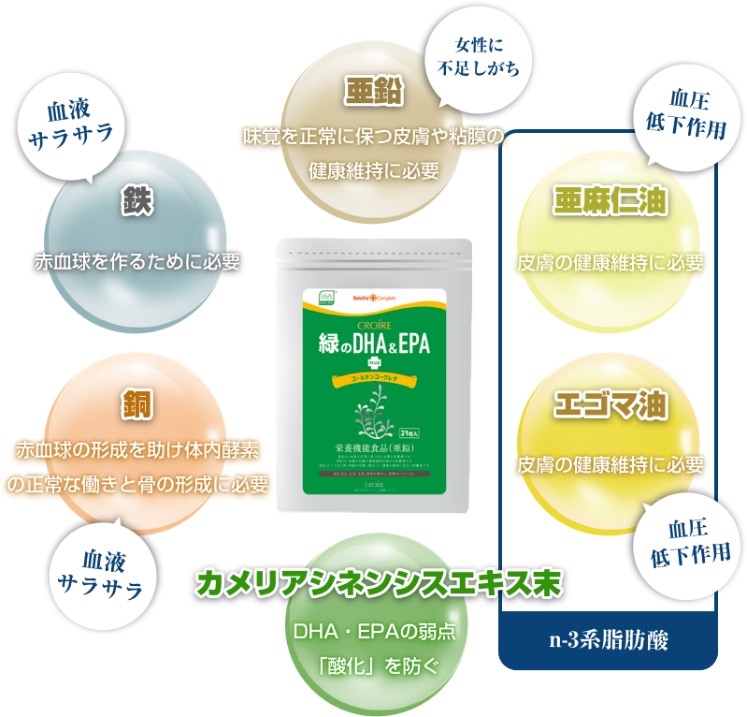 女性に
不足しがち
亜鉛
味覚を正常に保つ皮膚や粘膜の
健康維持に必要
血液
サラサラ
鉄
赤血球を作るために必要
血圧
低下作用
亜麻仁油
皮膚の健康維持に必要
CROIRE
緑のDHA&EPA
PLUS
ゴールデンユーグレナ
21粒入
栄養機能食品(亜鉛)
CROIRE
銅
赤血球の形成を助け体内酵素
の正常な働きと骨の形成に必要
血液
サラサラ
エゴマ油
皮膚の健康維持に必要
血圧
低下作用
n-3系脂肪酸
カメリアシネンシスエキス末
DHA・EPAの弱点
「酸化」を防ぐ